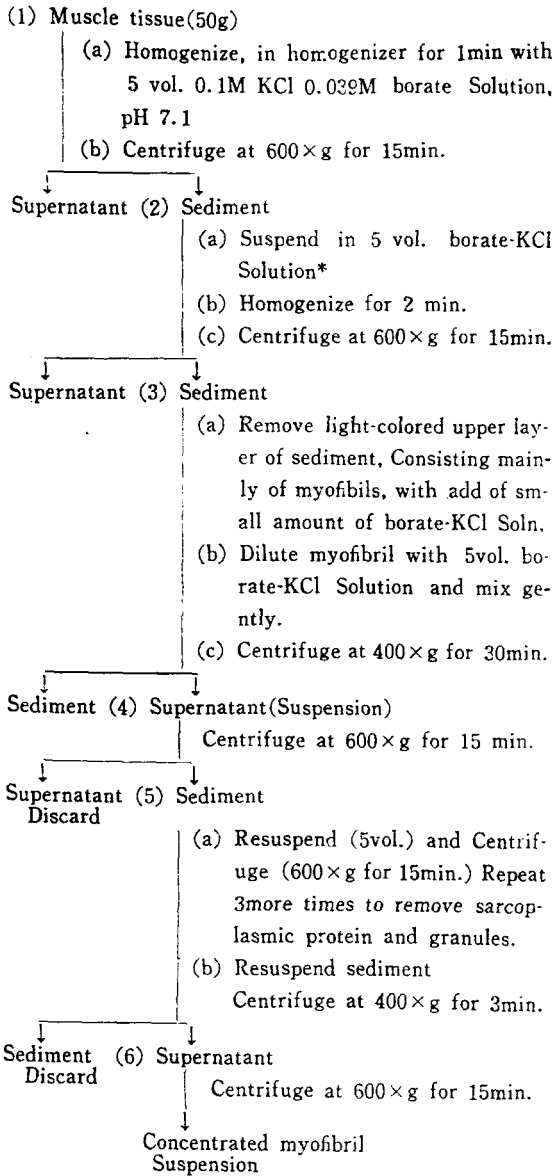 (1) Muscle tissue(50g)
(a) Homogenize, in homogenizer for 1min with
5 vol. 0.1M KCl 0.039M borate Solution,
pH 7.1
(b) Centrifuge at 600×g for 15min.
Supernatant (2) Sediment
(a) Suspend in 5 vol. borate-KCl
Solution*
(b) Homogenize for 2 min.
(c) Centrifuge at 600×g for 15min.
Supernatant (3) Sediment
(a) Remove light-colored upper lay-
er of sediment, Consisting main-
ly of myofibils, with add of sm-
all amount of borate-KCl Soln.
(b) Dilute myofibril with 5vol. bo-
rate-KCl Solution and mix ge-
ntly.
(c) Centrifuge at 400×g for 30min.
Sediment (4) Supernatant(Suspension)
Centrifuge at 600×g for 15 min.
Supernatant (5) Sediment
Discard
(a) Resuspend (5vol.) and Centrif-
uge (600×g for 15min.) Repeat
3more times to remove sarcop-
lasmic protein and granules.
(b) Resuspend sediment
Centrifuge at 400×g for 3min.
Sediment (6) Supernatant
Discard
Centrifuge at 600×g for 15min.
Concentrated myofibril
Suspension